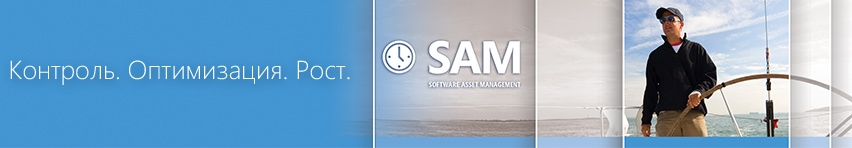 Контроль. Оптимизация. Рост.
SAM
SOFTWARE ASSET MANAGEMENT